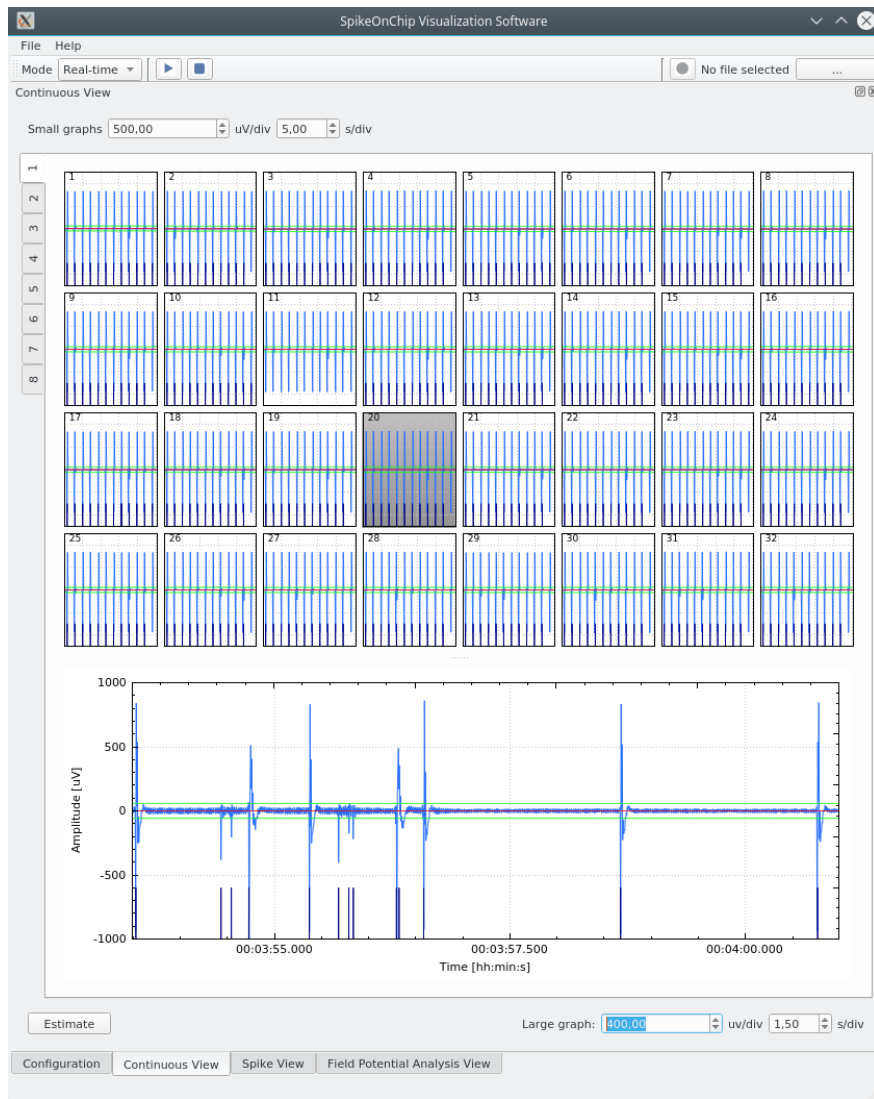 SpikeOnChip Visualization Software
File Help
Mode Real-time No file selected ...
Continuous View
Small graphs 500,00 uV/div 5,00 s/div
1
2
3
4
5
6
7
8
1 2 3 4 5 6 7 8
9 10 11 12 13 14 15 16
17 18 19 20 21 22 23 24
25 26 27 28 29 30 31 32
1000
500
0
-500
-1000
Amplitude [uV]
00:03:55.000 00:03:57.500 00:04:00.000
Time [hh:min:s]
Estimate Large graph: 400,00 uv/div 1,50 s/div
Configuration Continuous View Spike View Field Potential Analysis View